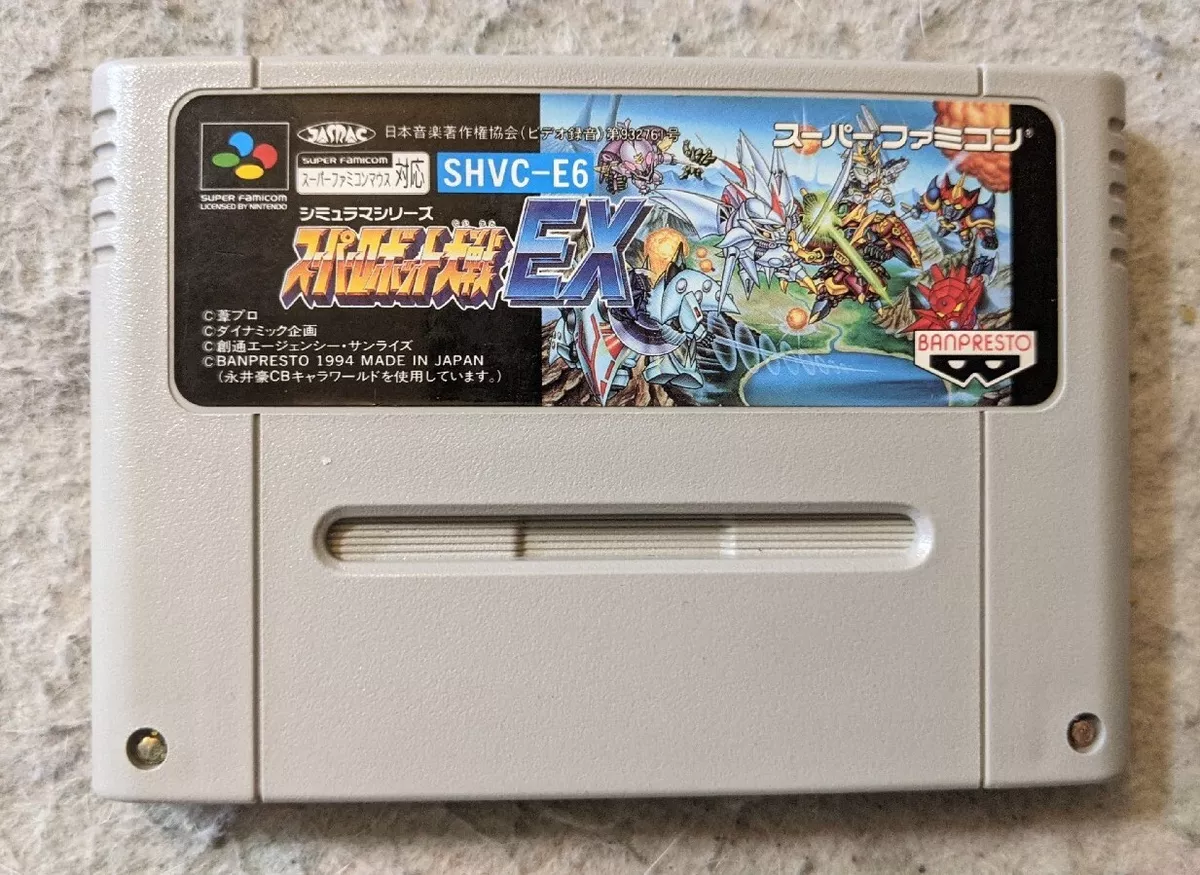 JASRAC 日本音楽著作権協会(ビデオ録音)第932761号
スーパーファミコン®
SUPER FAMICOM
スーパーファミコンマウス 対応
SHVC-E6
SUPER FAMICOM
LICENSED BY NINTENDO
シミュラマシリーズ
たいせん
スーパーロボット大戦EX
©葦プロ
©ダイナミック企画
©創通エージェンシー・サンライズ
©BANPRESTO 1994 MADE IN JAPAN
(永井豪CBキャラワールドを使用しています。)
BANPRESTO